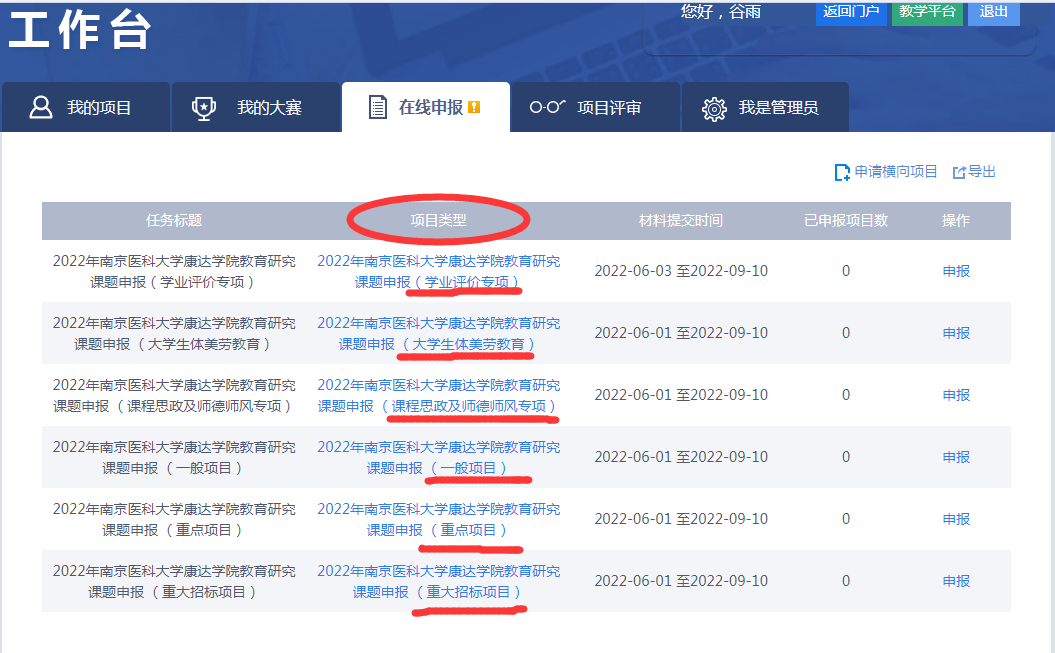 工作台
您好，谷雨
返回门户
教学平台
退出
我的项目
我的大赛
在线申报
项目评审
我是管理员
申请横向项目
导出
任务标题
项目类型
材料提交时间
已申报项目数
操作
2022年南京医科大学康达学院教育研究
课题申报（学业评价专项）
2022年南京医科大学康达学院教育研究
课题申报（学业评价专项）
2022-06-03 至2022-09-10
0
申报
2022年南京医科大学康达学院教育研究
课题申报 （大学生体美劳教育）
2022年南京医科大学康达学院教育研究
课题申报 （大学生体美劳教育）
2022-06-01 至2022-09-10
0
申报
2022年南京医科大学康达学院教育研究
课题申报 （课程思政及师德师风专项）
2022年南京医科大学康达学院教育研究
课题申报 （课程思政及师德师风专项）
2022-06-01 至2022-09-10
0
申报
2022年南京医科大学康达学院教育研究
课题申报 （一般项目）
2022年南京医科大学康达学院教育研究
课题申报 （一般项目）
2022-06-01 至2022-09-10
0
申报
2022年南京医科大学康达学院教育研究
课题申报 （重点项目）
2022年南京医科大学康达学院教育研究
课题申报 （重点项目）
2022-06-01 至2022-09-10
0
申报
2022年南京医科大学康达学院教育研究
课题申报 （重大招标项目）
2022年南京医科大学康达学院教育研究
课题申报 （重大招标项目）
2022-06-01 至2022-09-10
0
申报